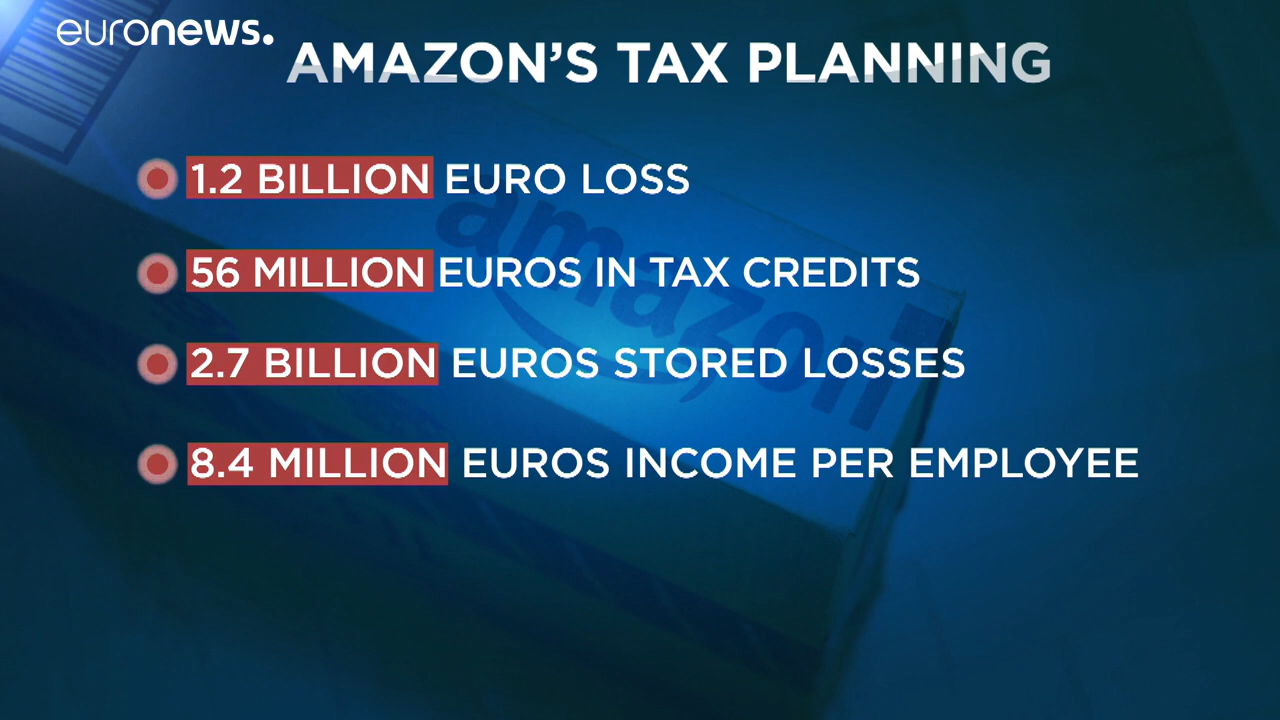 euronews.
AMAZON'S TAX PLANNING
1.2 BILLION EURO LOSS
56 MILLION EUROS IN TAX CREDITS
amazon
2.7 BILLION EUROS STORED LOSSES
8.4 MILLION EUROS INCOME PER EMPLOYEE